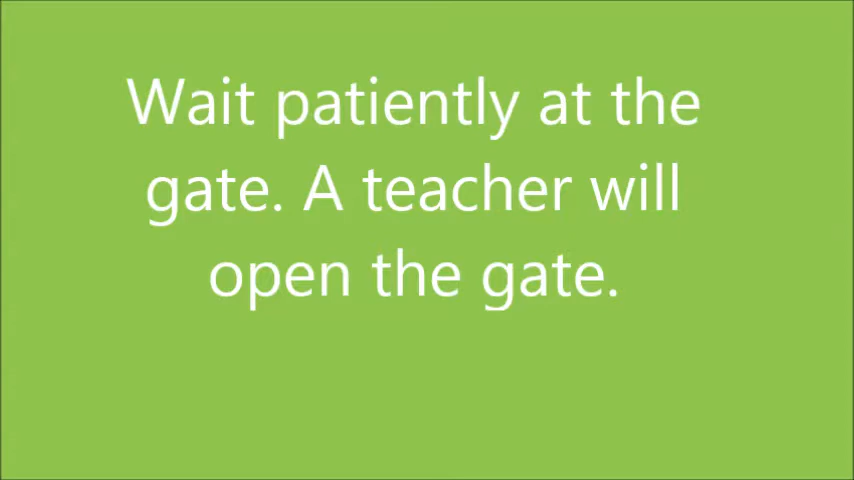 Wait patiently at the
gate. A teacher will
open the gate.